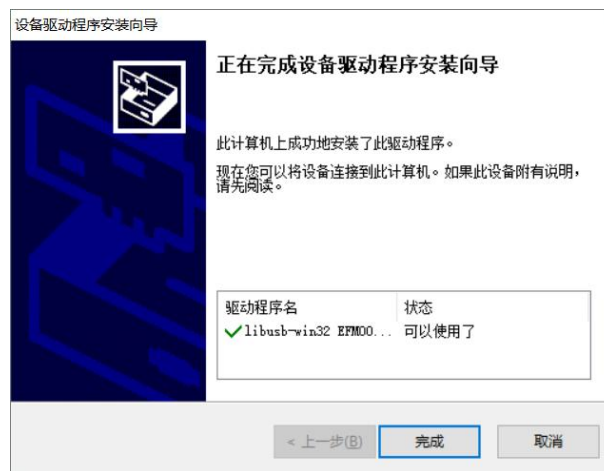 设备驱动程序安装向导
正在完成设备驱动程序安装向导
此计算机上成功地安装了此驱动程序。
现在您可以将设备连接到此计算机。如果此设备附有说明，
请先阅读。
驱动程序名 状态
libusb-win32 EFM00... 可以使用了
< 上一步(B) 完成 取消